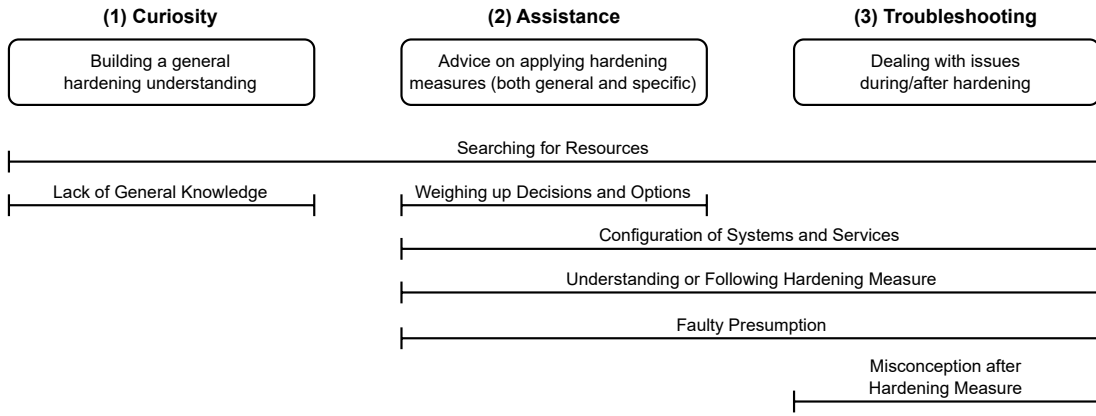 (1) Curiosity
(2) Assistance
(3) Troubleshooting
Building a general
hardening understanding
Advice on applying hardening
measures (both general and specific)
Dealing with issues
during/after hardening
Searching for Resources
Lack of General Knowledge
Weighing up Decisions and Options
Configuration of Systems and Services
Understanding or Following Hardening Measure
Faulty Presumption
Misconception after
Hardening Measure